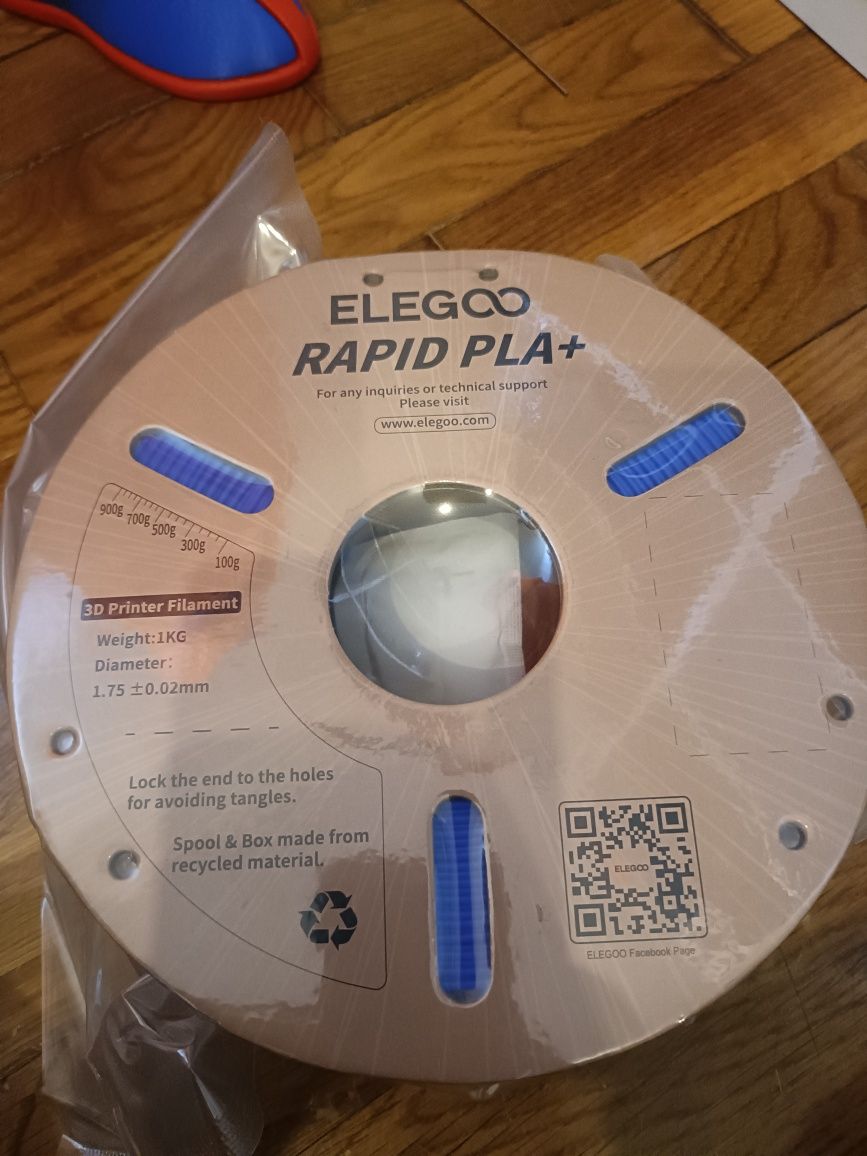 ELEGOO
RAPID PLA+
For any inquiries or technical support
Please visit
www.elegoo.com
900g 700g 500g 300g 100g
3D Printer Filament
Weight:1KG
Diameter:
1.75 ±0.02mm
Lock the end to the holes
for avoiding tangles.
Spool & Box made from
recycled material.
ELEGOO
ELEGOO Facebook Page